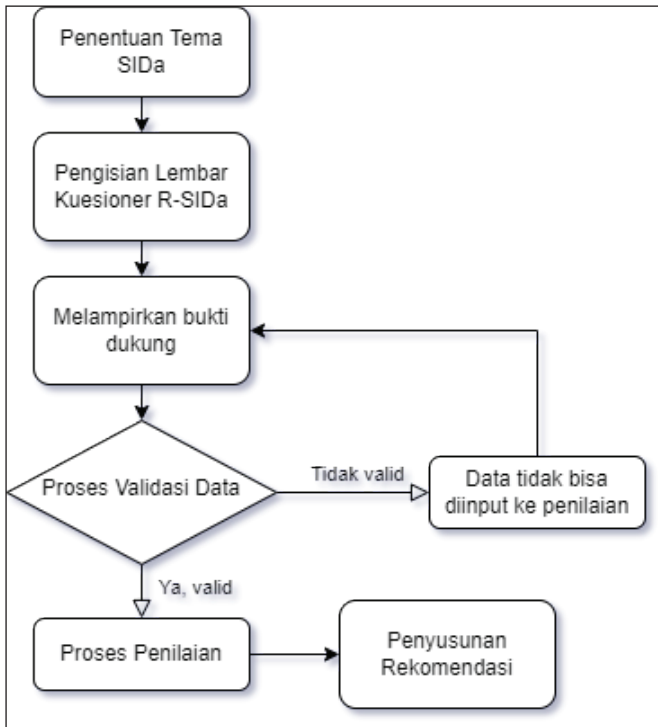 Penentuan Tema
SIDa
Pengisian Lembar
Kuesioner R-SIDa
Melampirkan bukti
dukung
Proses Validasi Data
Tidak valid
Data tidak bisa
diinput ke penilaian
Ya, valid
Proses Penilaian
Penyusunan
Rekomendasi